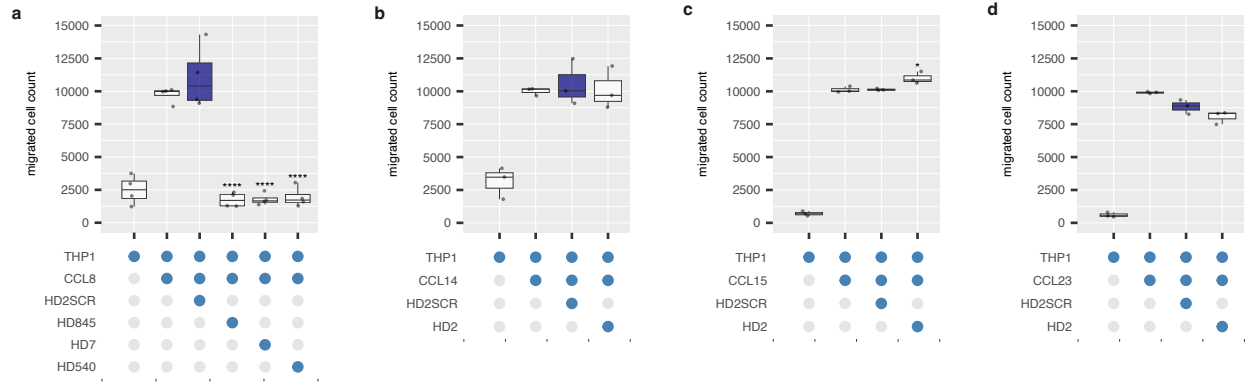 a
migrated cell count
15000
12500
10000
7500
5000
2500
0
****
****
****
THP1
CCL8
HD2SCR
HD845
HD7
HD540
b
migrated cell count
15000
12500
10000
7500
5000
2500
0
THP1
CCL14
HD2SCR
HD2
c
migrated cell count
15000
12500
10000
7500
5000
2500
0
*
THP1
CCL15
HD2SCR
HD2
d
migrated cell count
15000
12500
10000
7500
5000
2500
0
THP1
CCL23
HD2SCR
HD2